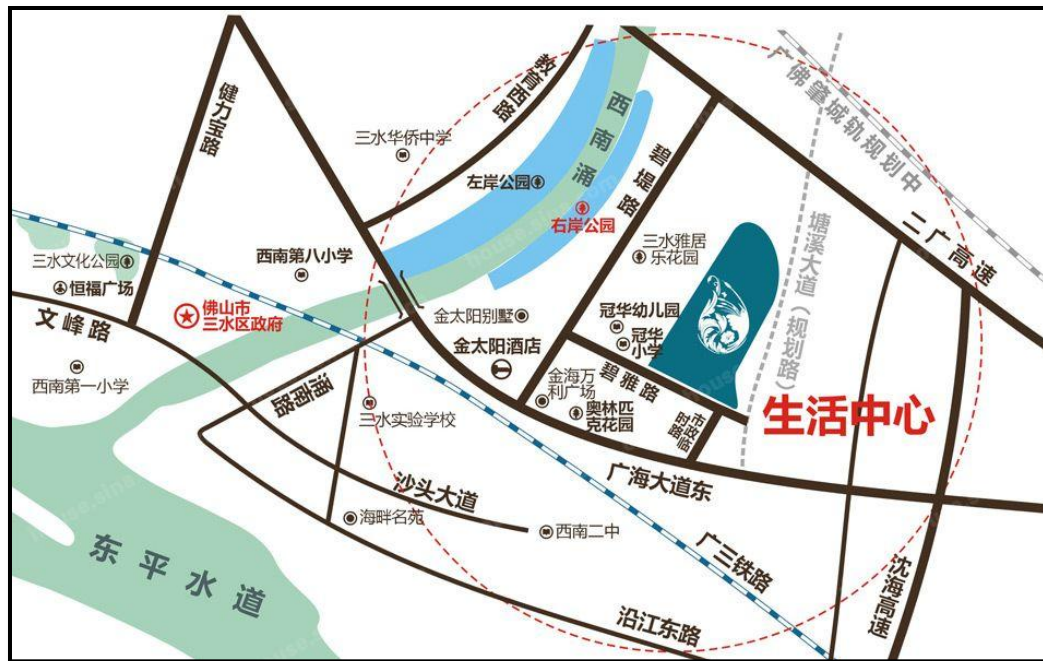 教育西路
广佛肇城轨规划中
健力宝路
西南涌
三水华侨中学
碧堤路
左岸公园
右岸公园
塘溪大道（规划路）
二广高速
三水文化公园
西南第八小学
三水雅居
乐花园
恒福广场
佛山市
三水区政府
金太阳别墅
冠华幼儿园
文峰路
金太阳酒店
冠华
小学
西南第一小学
涌南路
金海万
利广场
碧雅路
奥林匹
克花园
市政临
时路
生活中心
三水实验学校
广海大道东
沙头大道
海畔名苑
西南二中
东平水道
广三铁路
沈海高速
沿江东路